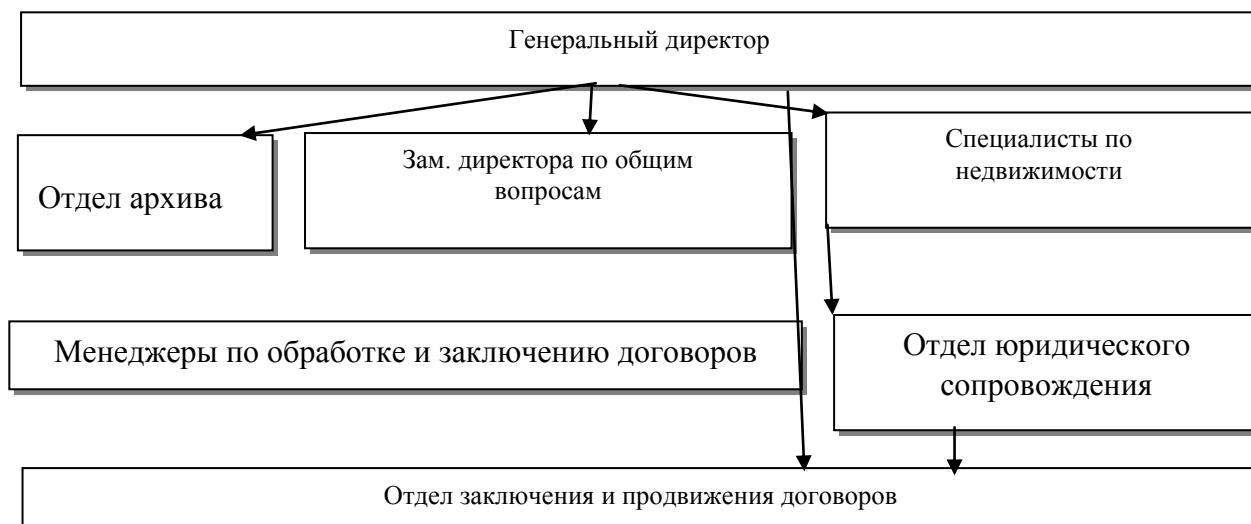 Генеральный директор
Отдел архива
Зам. директора по общим
вопросам
Специалисты по
недвижимости
Менеджеры по обработке и заключению договоров
Отдел юридического
сопровождения
Отдел заключения и продвижения договоров